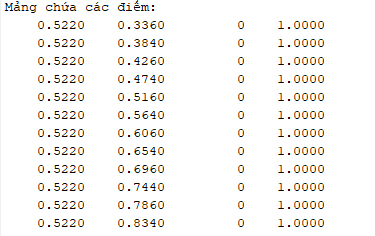 Mảng chứa các điểm:
0.5220 0.3360 0 1.0000
0.5220 0.3840 0 1.0000
0.5220 0.4260 0 1.0000
0.5220 0.4740 0 1.0000
0.5220 0.5160 0 1.0000
0.5220 0.5640 0 1.0000
0.5220 0.6060 0 1.0000
0.5220 0.6540 0 1.0000
0.5220 0.6960 0 1.0000
0.5220 0.7440 0 1.0000
0.5220 0.7860 0 1.0000
0.5220 0.8340 0 1.0000